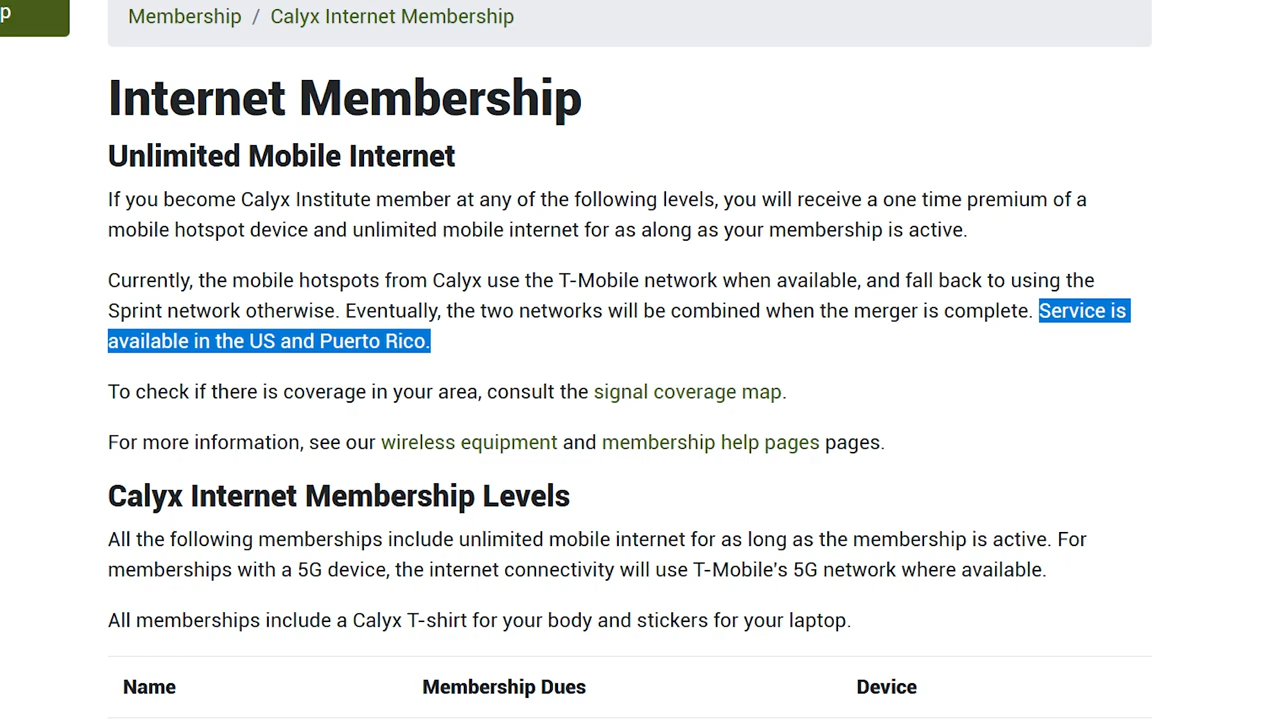 p
Membership / Calyx Internet Membership
Internet Membership
Unlimited Mobile Internet
If you become Calyx Institute member at any of the following levels, you will receive a one time premium of a
mobile hotspot device and unlimited mobile internet for as along as your membership is active.
Currently, the mobile hotspots from Calyx use the T-Mobile network when available, and fall back to using the
Sprint network otherwise. Eventually, the two networks will be combined when the merger is complete. Service is
available in the US and Puerto Rico.
To check if there is coverage in your area, consult the signal coverage map.
For more information, see our wireless equipment and membership help pages pages.
Calyx Internet Membership Levels
All the following memberships include unlimited mobile internet for as long as the membership is active. For
memberships with a 5G device, the internet connectivity will use T-Mobile's 5G network where available.
All memberships include a Calyx T-shirt for your body and stickers for your laptop.
Name Membership Dues Device